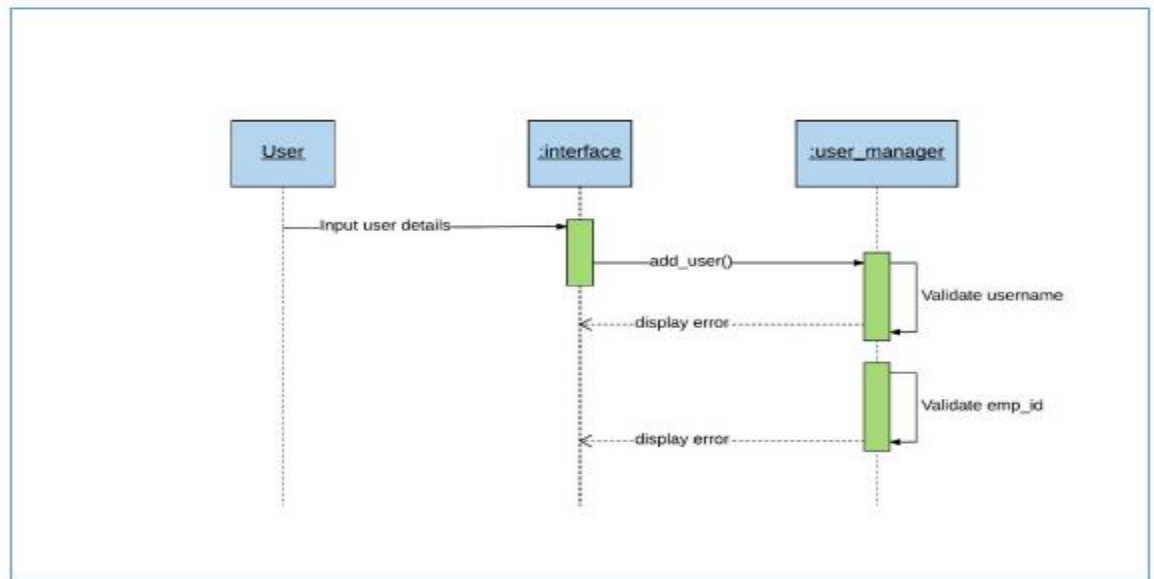 User
:interface
:user_manager
Input user details
add_user()
Validate username
display error
Validate emp_id
display error